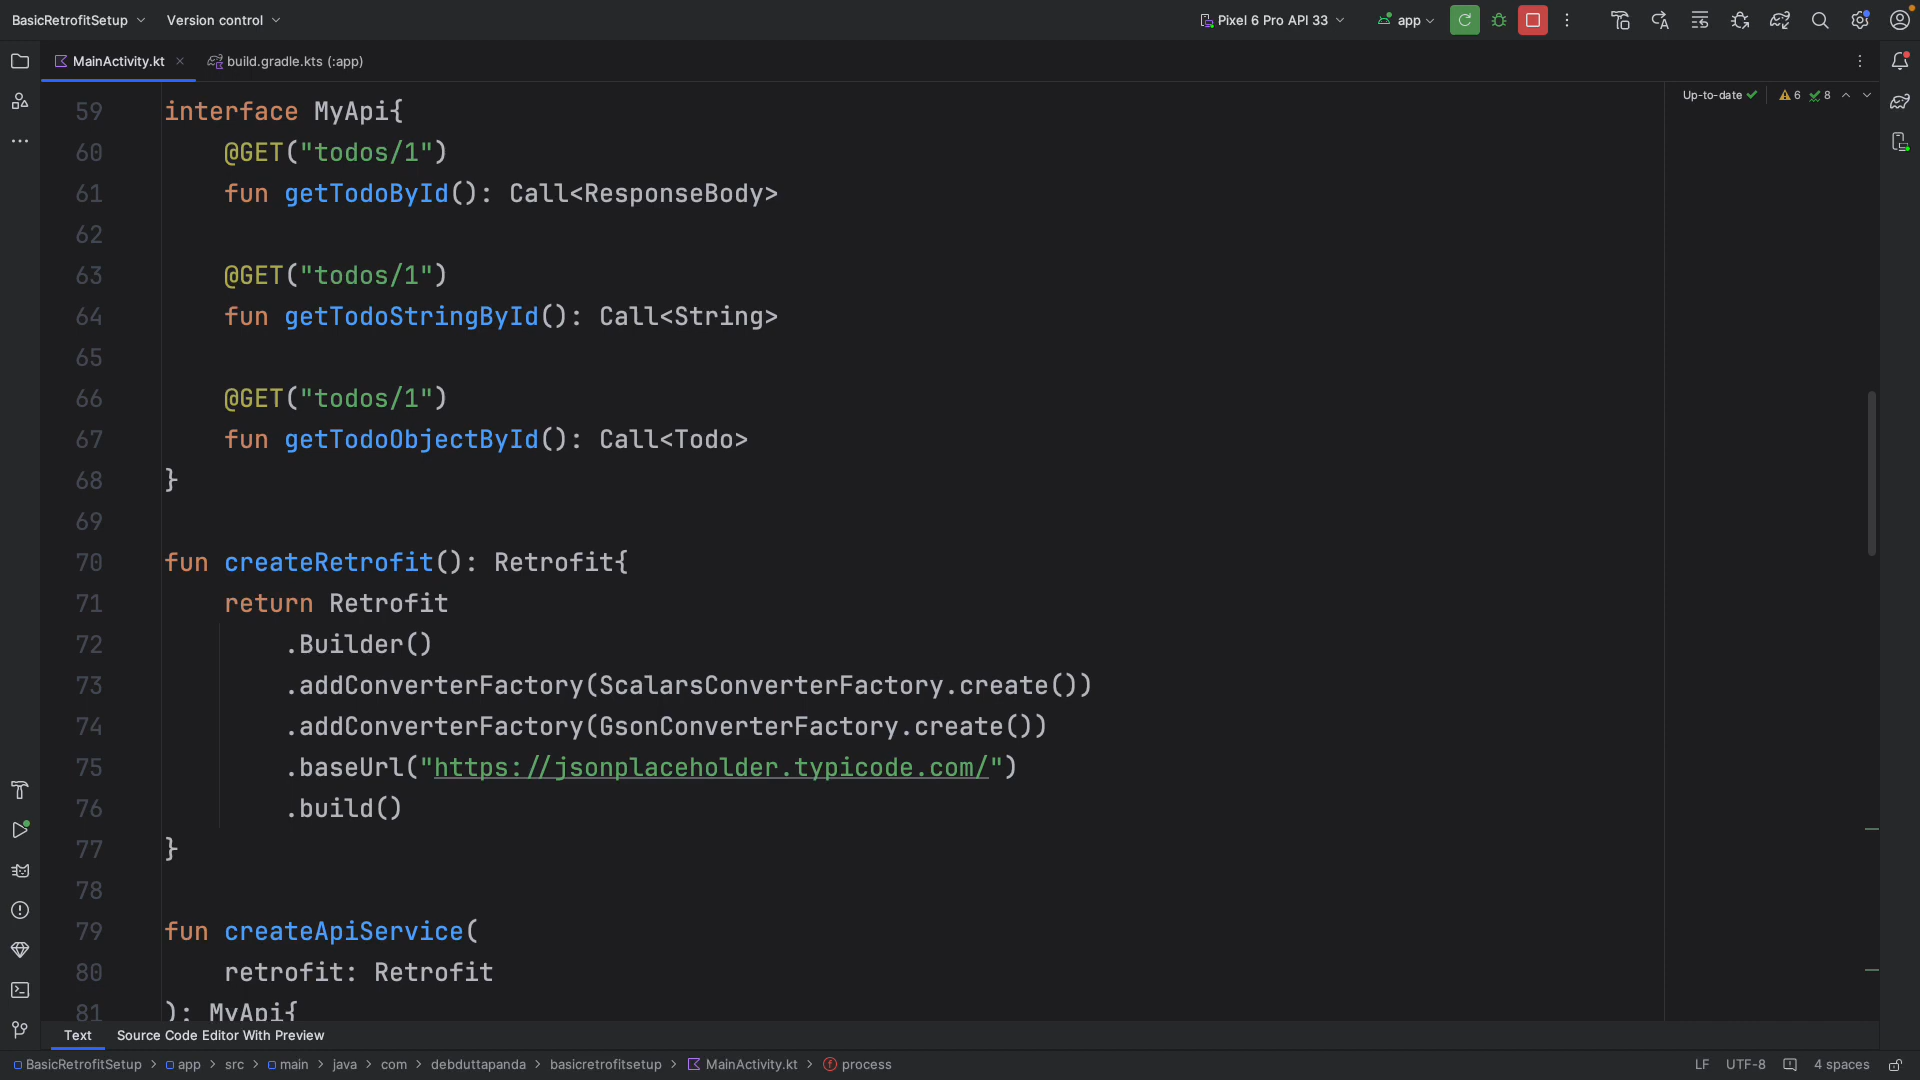 BasicRetrofitSetup Version control Pixel 6 Pro API 33 app
MainActivity.kt build.gradle.kts (:app)
Up-to-date 6 8
59 interface MyApi{
60 @GET("todos/1")
61 fun getTodoById(): Call<ResponseBody>
62
63 @GET("todos/1")
64 fun getTodoStringById(): Call<String>
65
66 @GET("todos/1")
67 fun getTodoObjectById(): Call<Todo>
68 }
69
70 fun createRetrofit(): Retrofit{
71 return Retrofit
72 .Builder()
73 .addConverterFactory(ScalarsConverterFactory.create())
74 .addConverterFactory(GsonConverterFactory.create())
75 .baseUrl("https://jsonplaceholder.typicode.com/")
76 .build()
77 }
78
79 fun createApiService(
80 retrofit: Retrofit
81 ): MyApi{
Text Source Code Editor With Preview
BasicRetrofitSetup > app > src > main > java > com > debduttapanda > basicretrofitsetup > MainActivity.kt > process LF UTF-8 4 spaces